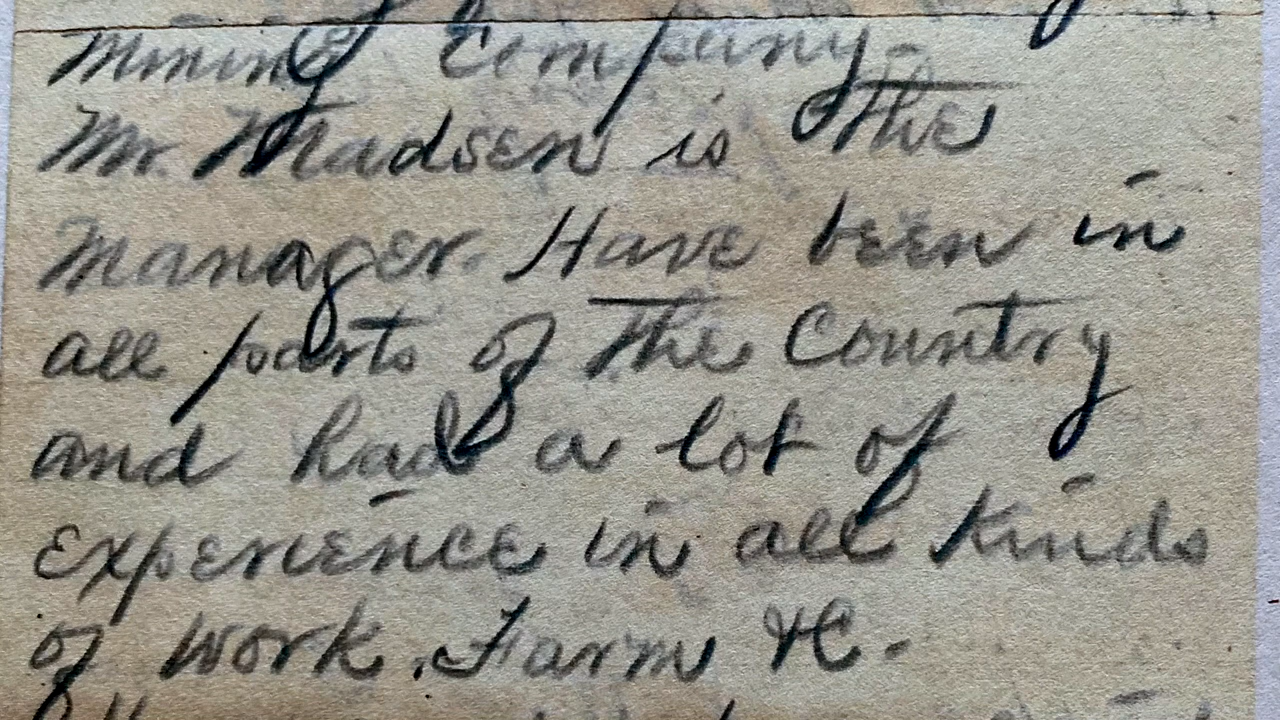 Mining Company.
Mr. Madsen is the
Manager. Have been in
all parts of the Country
and had a lot of
Experience in all kinds
of work. Farm &C.